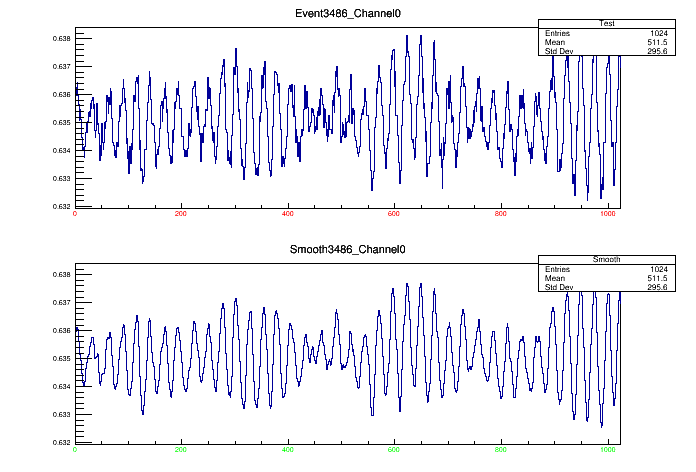 Event3486_Channel0
Test
Entries 1024
Mean 511.5
Std Dev 295.6
0.638
0.637
0.636
0.635
0.634
0.633
0.632
0 200 400 600 800 1000
Smooth3486_Channel0
Smooth
Entries 1024
Mean 511.5
Std Dev 295.6
0.638
0.637
0.636
0.635
0.634
0.633
0.632
0 200 400 600 800 1000